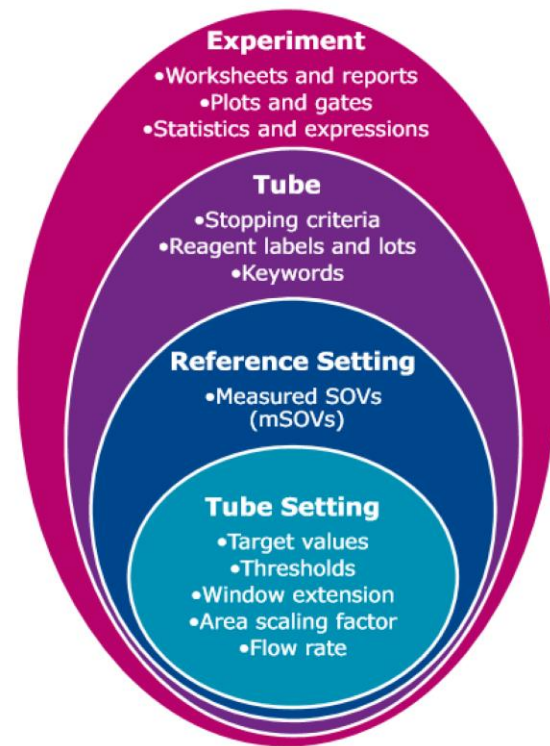 Experiment
•Worksheets and reports
•Plots and gates
•Statistics and expressions
Tube
•Stopping criteria
•Reagent labels and lots
•Keywords
Reference Setting
•Measured SOVs
(mSOVs)
Tube Setting
•Target values
•Thresholds
•Window extension
•Area scaling factor
•Flow rate